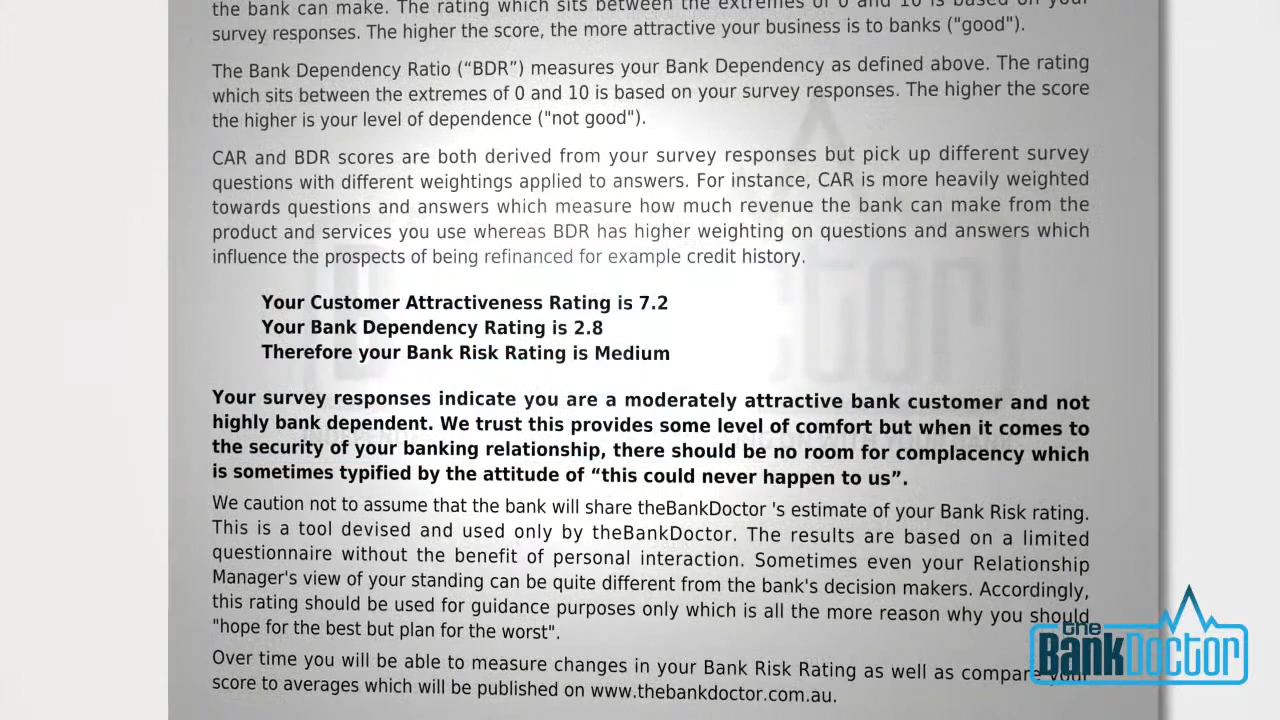 the bank can make. The rating which sits between the extremes of 0 and 10 is based on your
survey responses. The higher the score, the more attractive your business is to banks ("good").
The Bank Dependency Ratio (“BDR”) measures your Bank Dependency as defined above. The rating
which sits between the extremes of 0 and 10 is based on your survey responses. The higher the score
the higher is your level of dependence ("not good").
CAR and BDR scores are both derived from your survey responses but pick up different survey
questions with different weightings applied to answers. For instance, CAR is more heavily weighted
towards questions and answers which measure how much revenue the bank can make from the
product and services you use whereas BDR has higher weighting on questions and answers which
influence the prospects of being refinanced for example credit history.
Your Customer Attractiveness Rating is 7.2
Your Bank Dependency Rating is 2.8
Therefore your Bank Risk Rating is Medium
Your survey responses indicate you are a moderately attractive bank customer and not
highly bank dependent. We trust this provides some level of comfort but when it comes to
the security of your banking relationship, there should be no room for complacency which
is sometimes typified by the attitude of “this could never happen to us”.
We caution not to assume that the bank will share theBankDoctor 's estimate of your Bank Risk rating.
This is a tool devised and used only by theBankDoctor. The results are based on a limited
questionnaire without the benefit of personal interaction. Sometimes even your Relationship
Manager's view of your standing can be quite different from the bank's decision makers. Accordingly,
this rating should be used for guidance purposes only which is all the more reason why you should
"hope for the best but plan for the worst".
Over time you will be able to measure changes in your Bank Risk Rating as well as compare your
score to averages which will be published on www.thebankdoctor.com.au.
the
BankDoctor